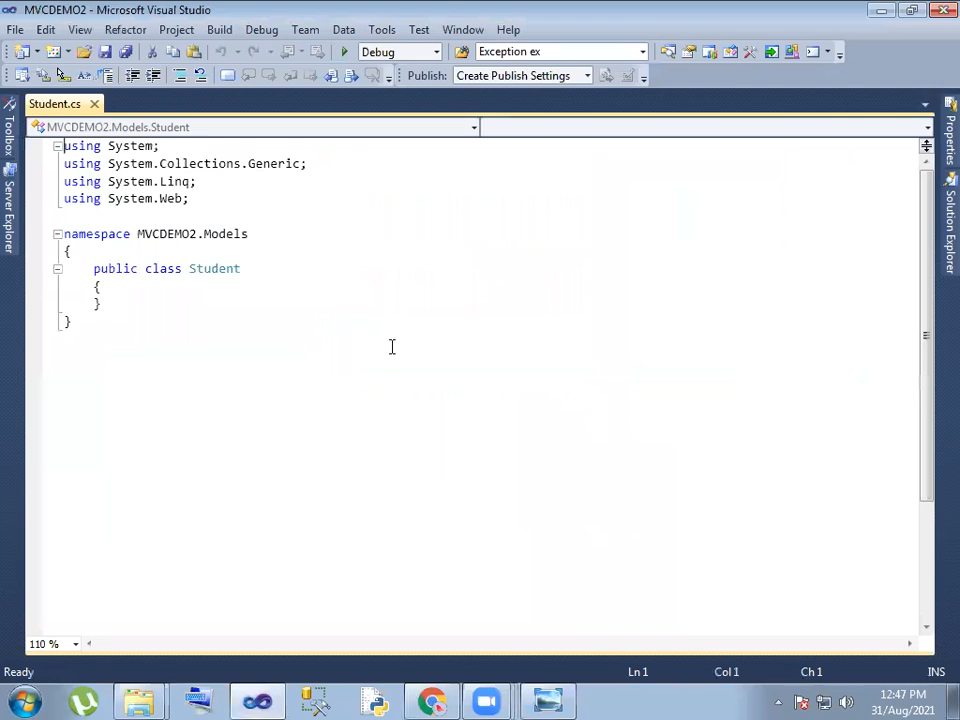 MVCDEMO2 - Microsoft Visual Studio
File Edit View Refactor Project Build Debug Team Data Tools Test Window Help
Debug Exception ex
Publish: Create Publish Settings
Student.cs
MVCDEMO2.Models.Student
Toolbox
Server Explorer
Properties
Solution Explorer
using System;
using System.Collections.Generic;
using System.Linq;
using System.Web;
namespace MVCDEMO2.Models
{
public class Student
{
}
}
110 %
Ready Ln 1 Col 1 Ch 1 INS
12:47 PM
31/Aug/2021